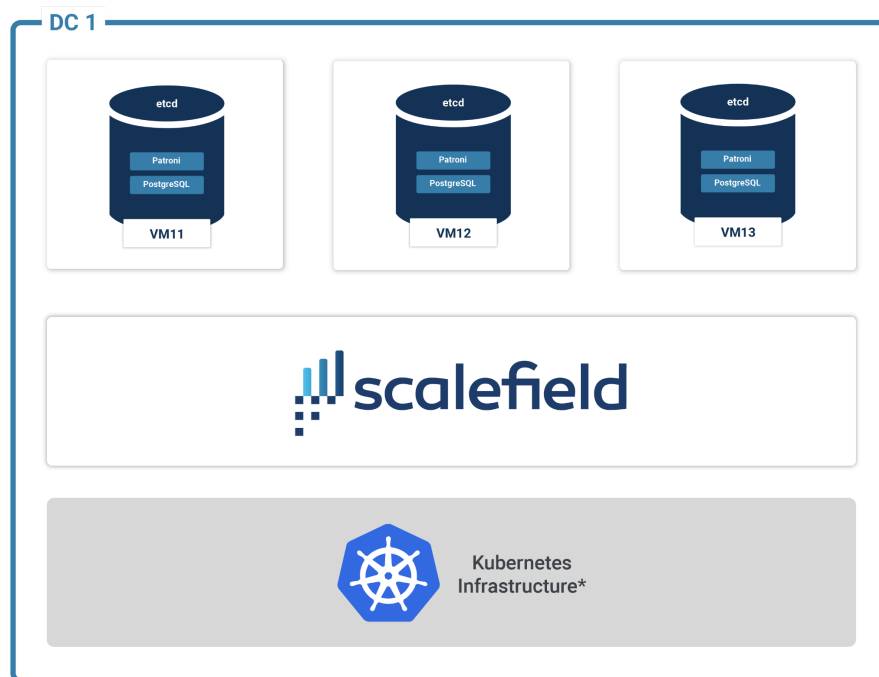 DC 1
etcd
Patroni
PostgreSQL
VM11
etcd
Patroni
PostgreSQL
VM12
etcd
Patroni
PostgreSQL
VM13
scalefield
Kubernetes
Infrastructure*